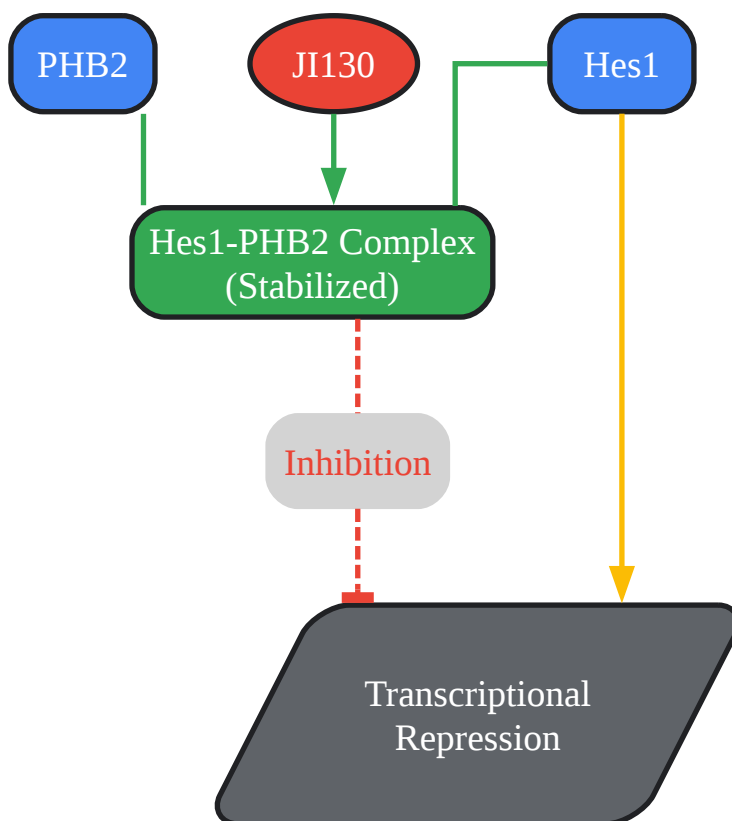 PHB2
JI130
Hes1
Hes1-PHB2 Complex
(Stabilized)
Inhibition
Transcriptional
Repression